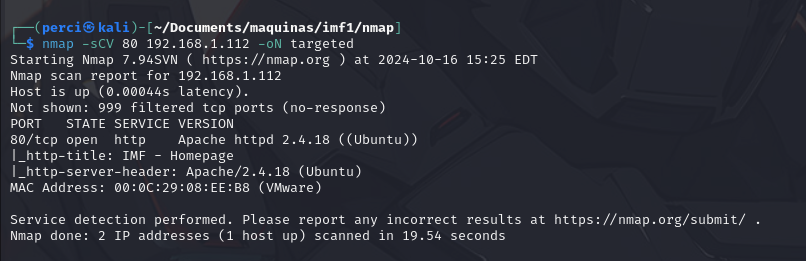 ┌──(perci㉿kali)-[~/Documents/maquinas/imf1/nmap]
└─$ nmap -sCV 80 192.168.1.112 -oN targeted
Starting Nmap 7.94SVN ( https://nmap.org ) at 2024-10-16 15:25 EDT
Nmap scan report for 192.168.1.112
Host is up (0.00044s latency).
Not shown: 999 filtered tcp ports (no-response)
PORT   STATE SERVICE VERSION
80/tcp open  http    Apache httpd 2.4.18 ((Ubuntu))
|_http-title: IMF - Homepage
|_http-server-header: Apache/2.4.18 (Ubuntu)
MAC Address: 00:0C:29:08:EE:B8 (VMware)

Service detection performed. Please report any incorrect results at https://nmap.org/submit/ .
Nmap done: 2 IP addresses (1 host up) scanned in 19.54 seconds